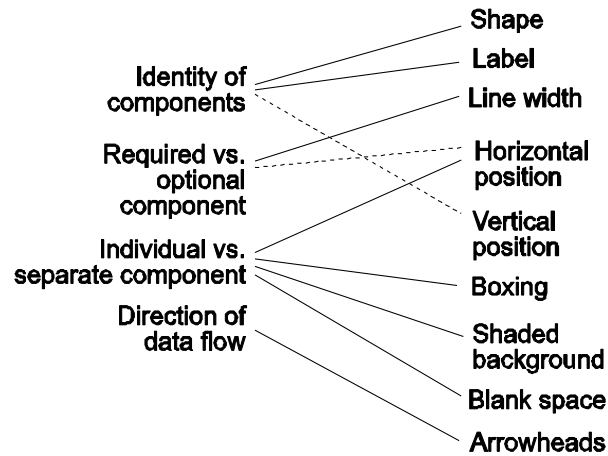 Identity of
components
Required vs.
optional
component
Individual vs.
separate component
Direction of
data flow
Shape
Label
Line width
Horizontal
position
Vertical
position
Boxing
Shaded
background
Blank space
Arrowheads